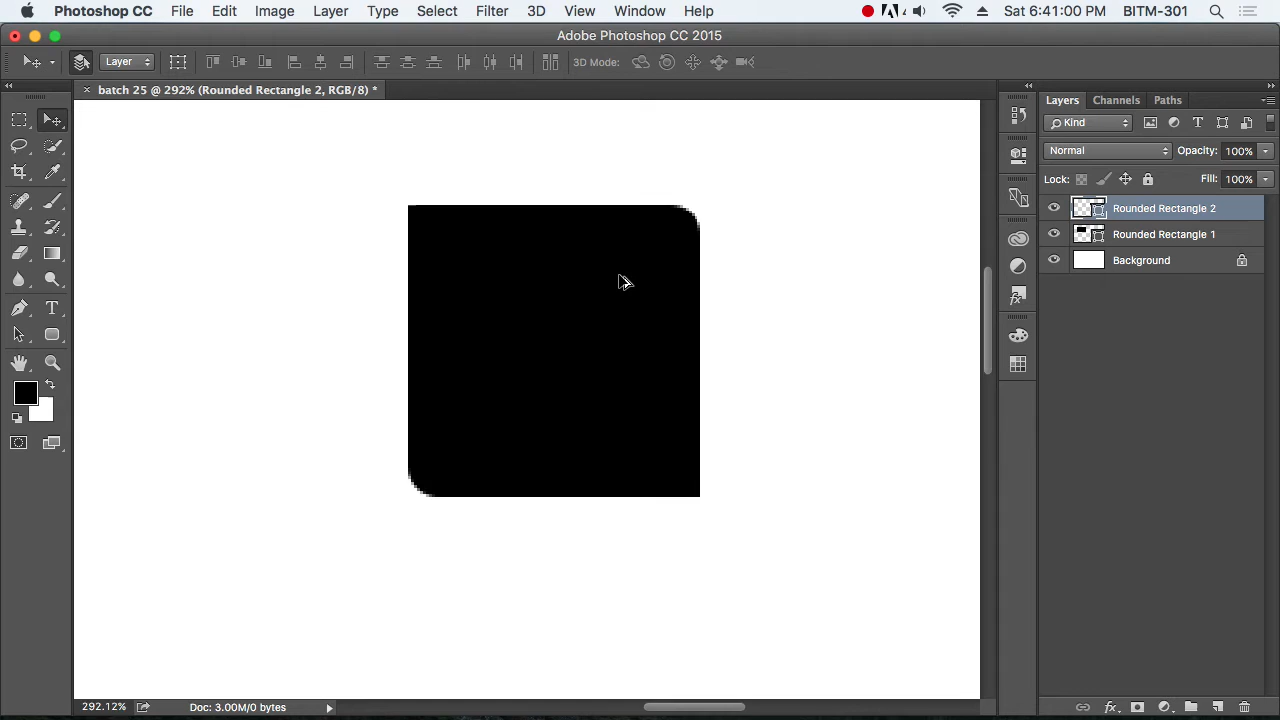 Photoshop CC File Edit Image Layer Type Select Filter 3D View Window Help Sat 6:41:00 PM BITM-301
Adobe Photoshop CC 2015
Layer 3D Mode:
batch 25 @ 292% (Rounded Rectangle 2, RGB/8) *
Layers Channels Paths
Kind
Normal Opacity: 100%
Lock: Fill: 100%
Rounded Rectangle 2
Rounded Rectangle 1
Background
292.12% Doc: 3.00M/0 bytes